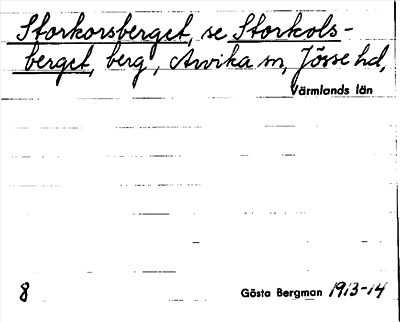 Storkorsberget, se Storkols-
berget, berg, Arvika m, Jösse hd,
Värmlands län
8 Gösta Bergman 1913-14